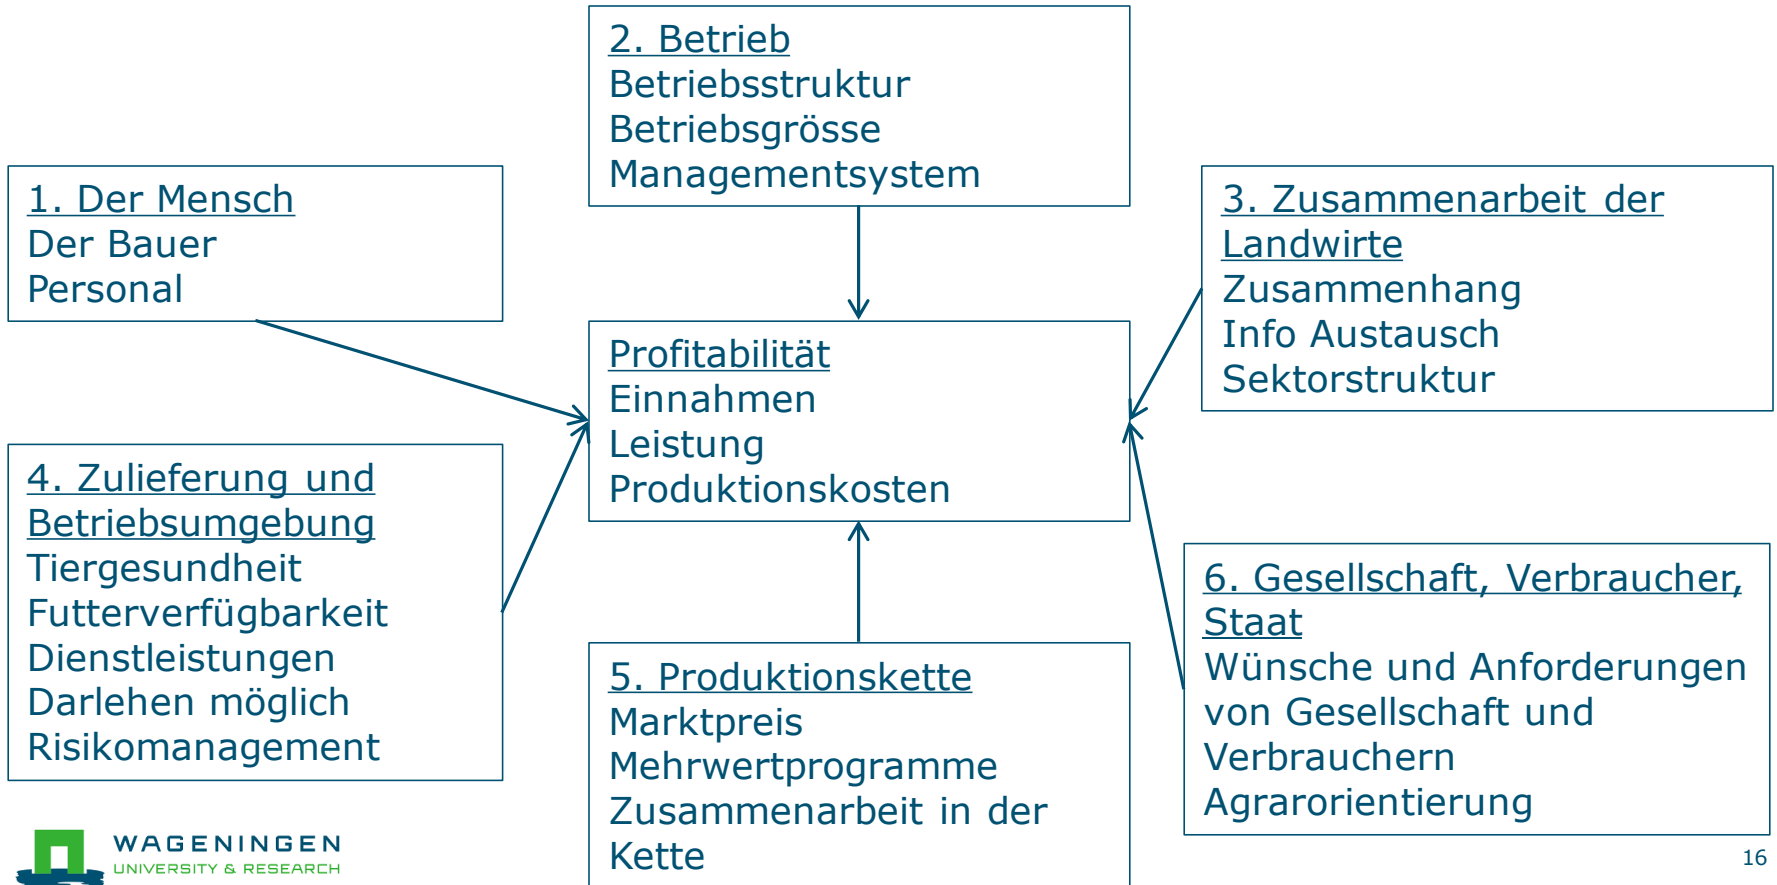 2. Betrieb
Betriebsstruktur
Betriebsgrösse
Managementsystem
1. Der Mensch
Der Bauer
Personal
3. Zusammenarbeit der
Landwirte
Zusammenhang
Info Austausch
Sektorstruktur
Profitabilität
Einnahmen
Leistung
Produktionskosten
4. Zulieferung und
Betriebsumgebung
Tiergesundheit
Futterverfügbarkeit
Dienstleistungen
Darlehen möglich
Risikomanagement
5. Produktionskette
Marktpreis
Mehrwertprogramme
Zusammenarbeit in der
Kette
6. Gesellschaft, Verbraucher,
Staat
Wünsche und Anforderungen
von Gesellschaft und
Verbrauchern
Agrarorientierung
WAGENINGEN
UNIVERSITY & RESEARCH
16